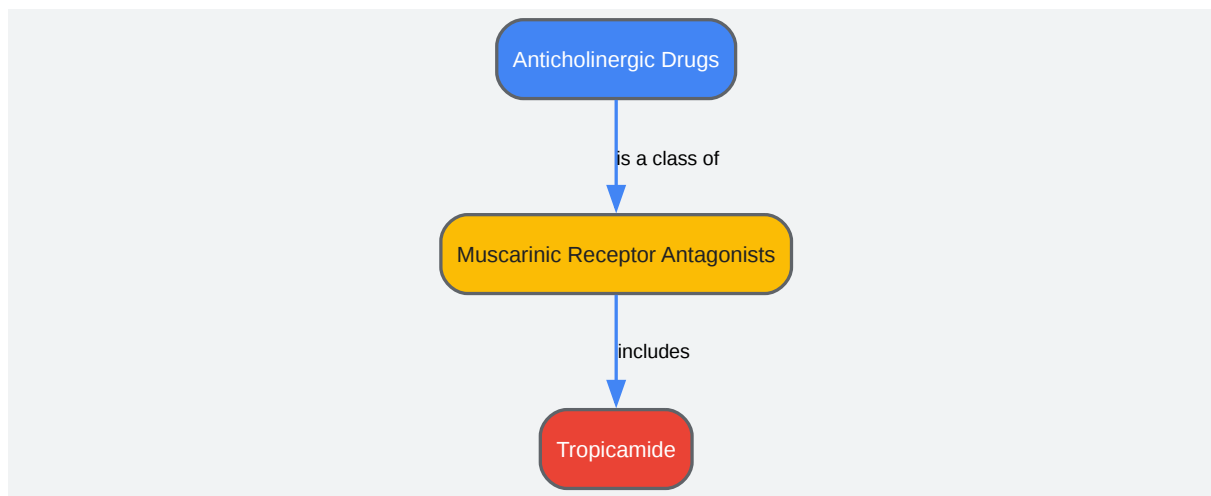 Anticholinergic Drugs
is a class of
Muscarinic Receptor Antagonists
includes
Tropicamide